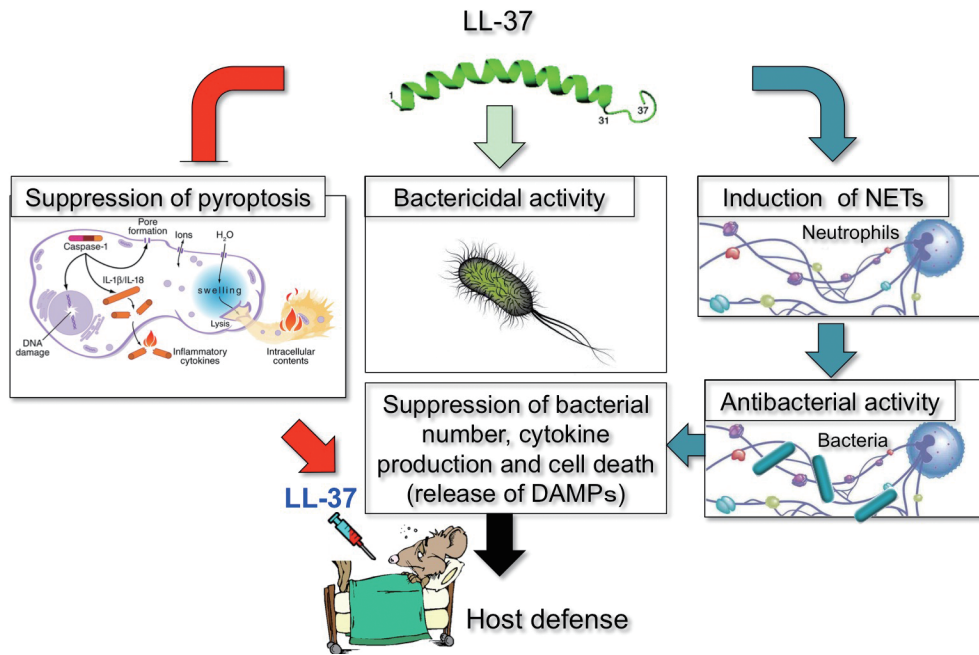 LL-37
1
31
37
Suppression of pyroptosis
Pore
formation
Ions
H₂O
Caspase-1
IL-1β/IL-18
swelling
Lysis
DNA
damage
Inflammatory
cytokines
Intracellular
contents
Bactericidal activity
Induction of NETs
Neutrophils
Antibacterial activity
Bacteria
Suppression of bacterial
number, cytokine
production and cell death
(release of DAMPs)
LL-37
Host defense